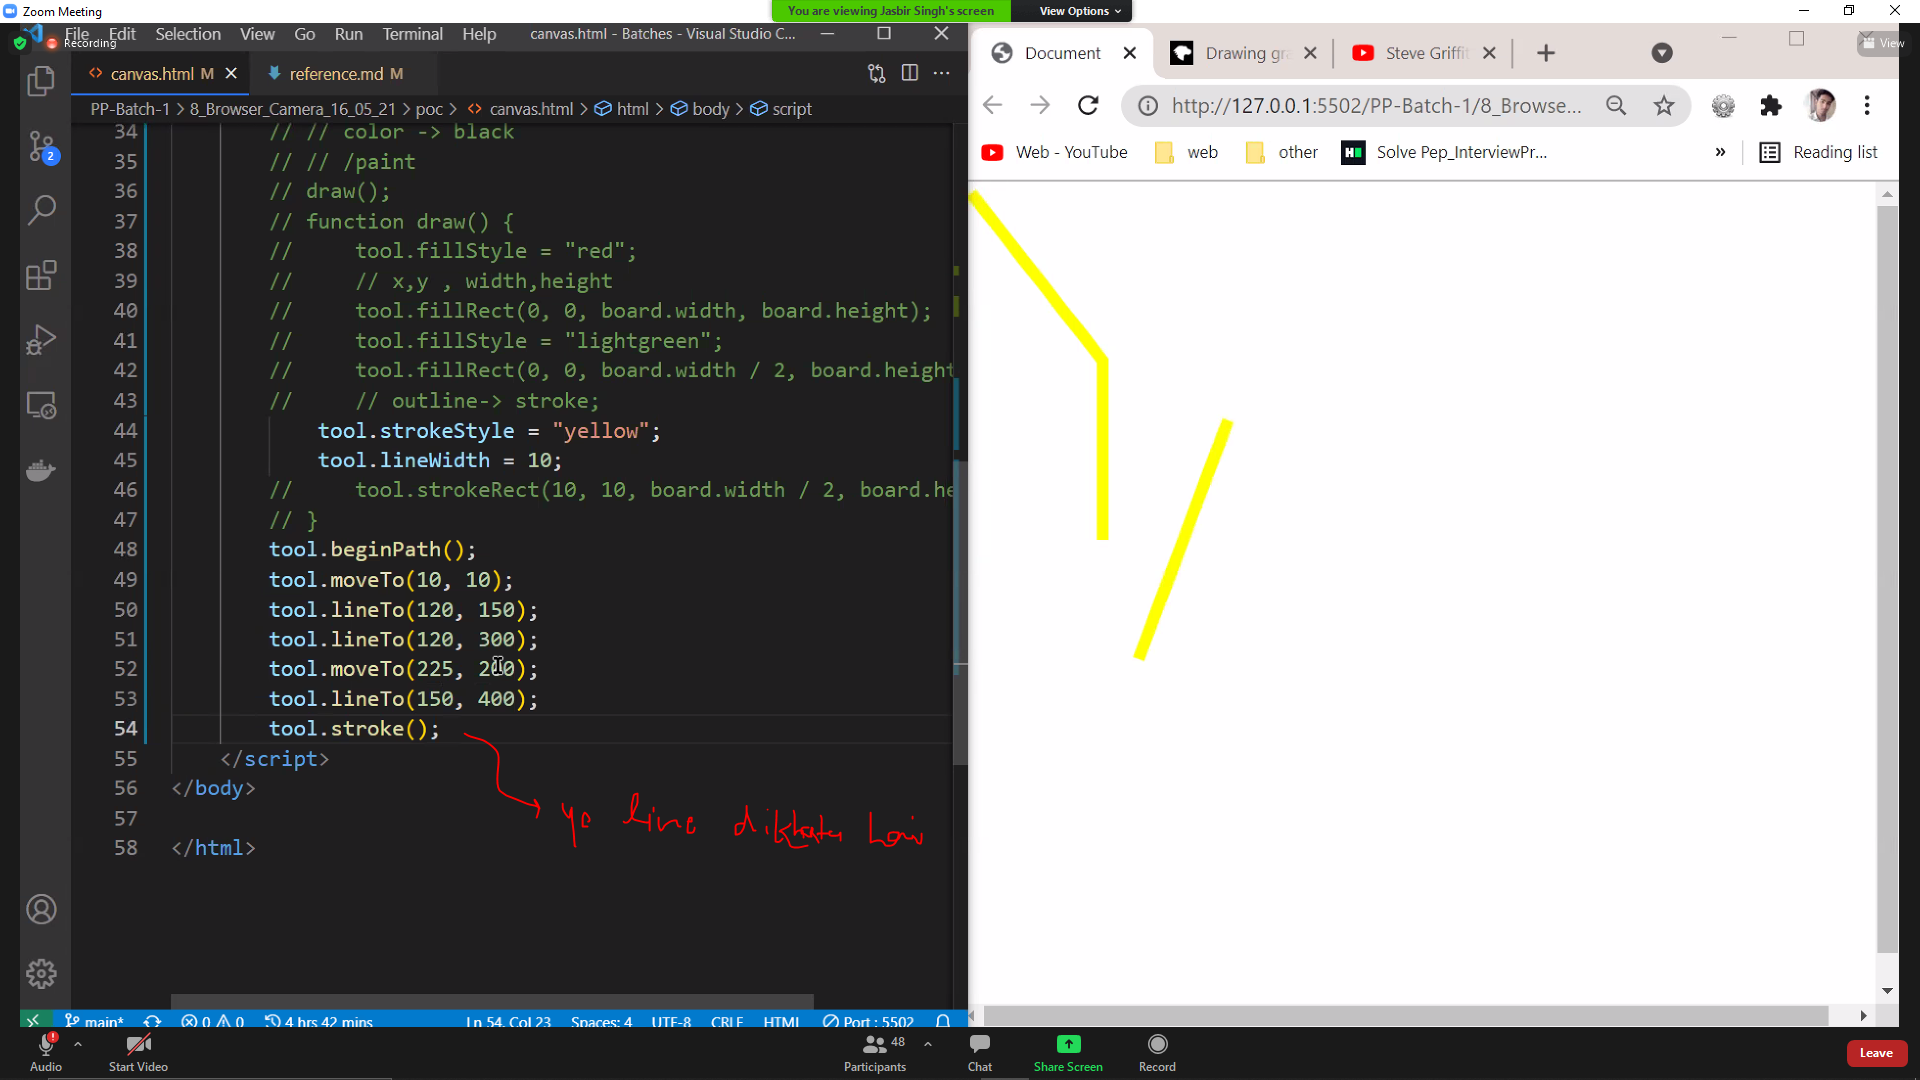 Zoom Meeting
You are viewing Jasbir Singh's screen
View Options
Recording
View
File Edit Selection View Go Run Terminal Help
canvas.html - Batches - Visual Studio C...
canvas.html M
reference.md M
PP-Batch-1 > 8_Browser_Camera_16_05_21 > poc > canvas.html > html > body > script
34 // // color -> black
35 // // /paint
36 // draw();
37 // function draw() {
38 //     tool.fillStyle = "red";
39 //     // x,y , width,height
40 //     tool.fillRect(0, 0, board.width, board.height);
41 //     tool.fillStyle = "lightgreen";
42 //     tool.fillRect(0, 0, board.width / 2, board.height
43 //     // outline-> stroke;
44     tool.strokeStyle = "yellow";
45     tool.lineWidth = 10;
46 //     tool.strokeRect(10, 10, board.width / 2, board.he
47 // }
48 tool.beginPath();
49 tool.moveTo(10, 10);
50 tool.lineTo(120, 150);
51 tool.lineTo(120, 300);
52 tool.moveTo(225, 200);
53 tool.lineTo(150, 400);
54 tool.stroke();
55 </script>
56 </body>
57
58 </html>
ye line dikhata hai
2
main* 0 0 4 hrs 42 mins Ln 54, Col 23 Spaces: 4 UTF-8 CRLF HTML Port : 5502
Document
Drawing gra
Steve Griffit
http://127.0.0.1:5502/PP-Batch-1/8_Browse...
Web - YouTube
web
other
Solve Pep_InterviewPr...
»
Reading list
Audio
Start Video
Participants 48
Chat
Share Screen
Record
Leave